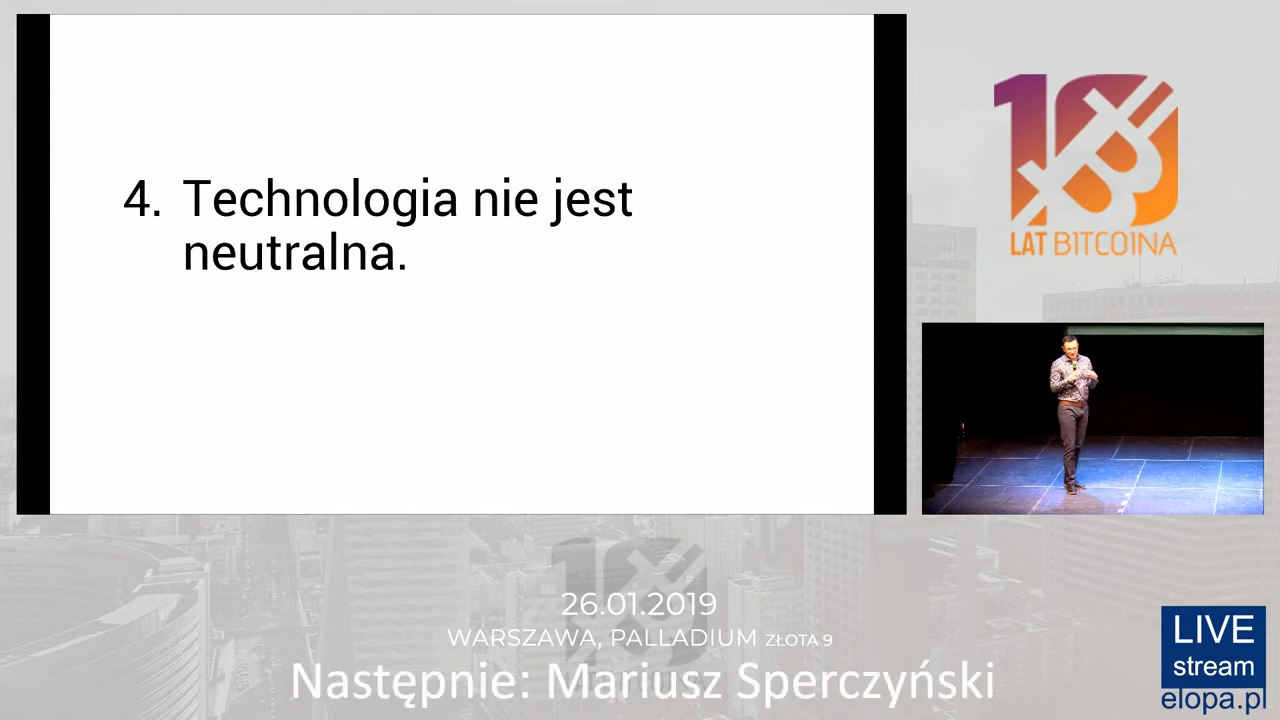 4. Technologia nie jest
neutralna.
10
LAT BITCOINA
26.01.2019
WARSZAWA, PALLADIUM ZŁOTA 9
Następnie: Mariusz Sperczyński
LIVE
stream
elopa.pl